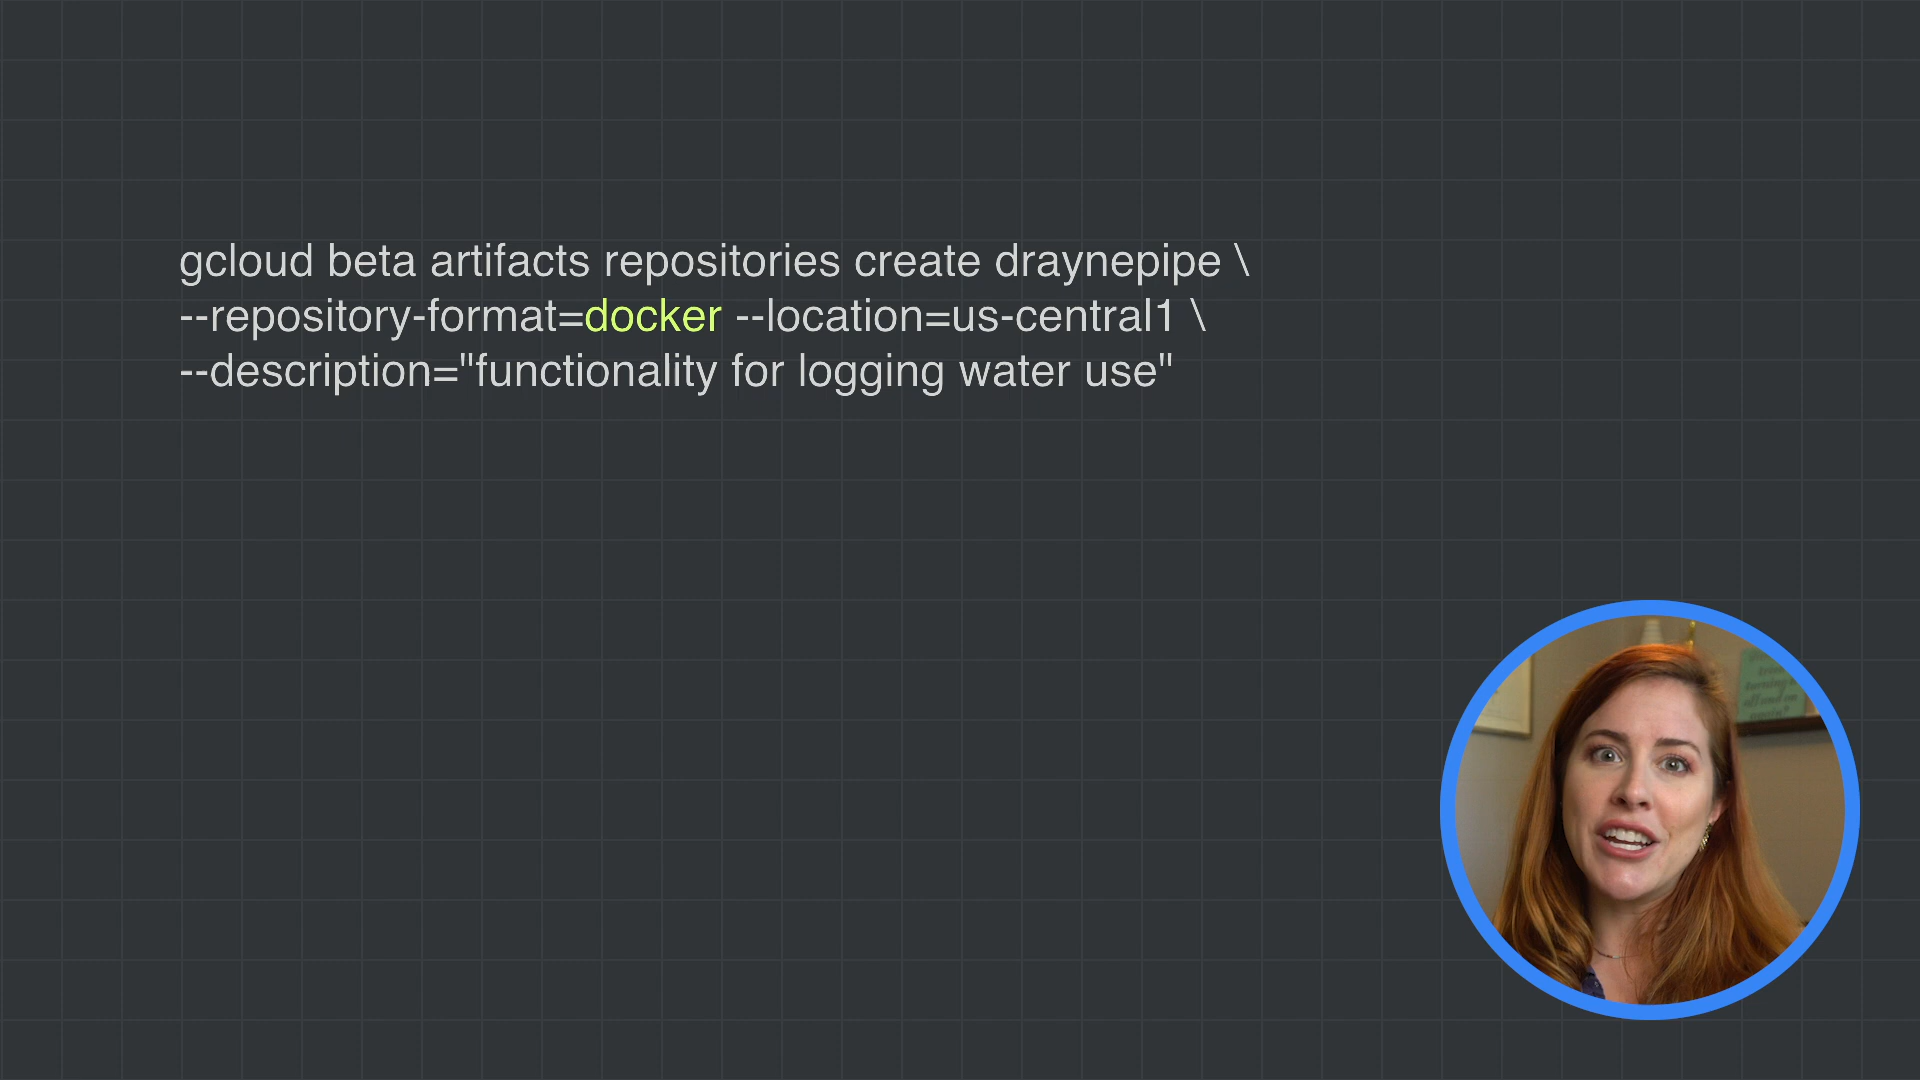 gcloud beta artifacts repositories create draynepipe \
--repository-format=docker --location=us-central1 \
--description="functionality for logging water use"